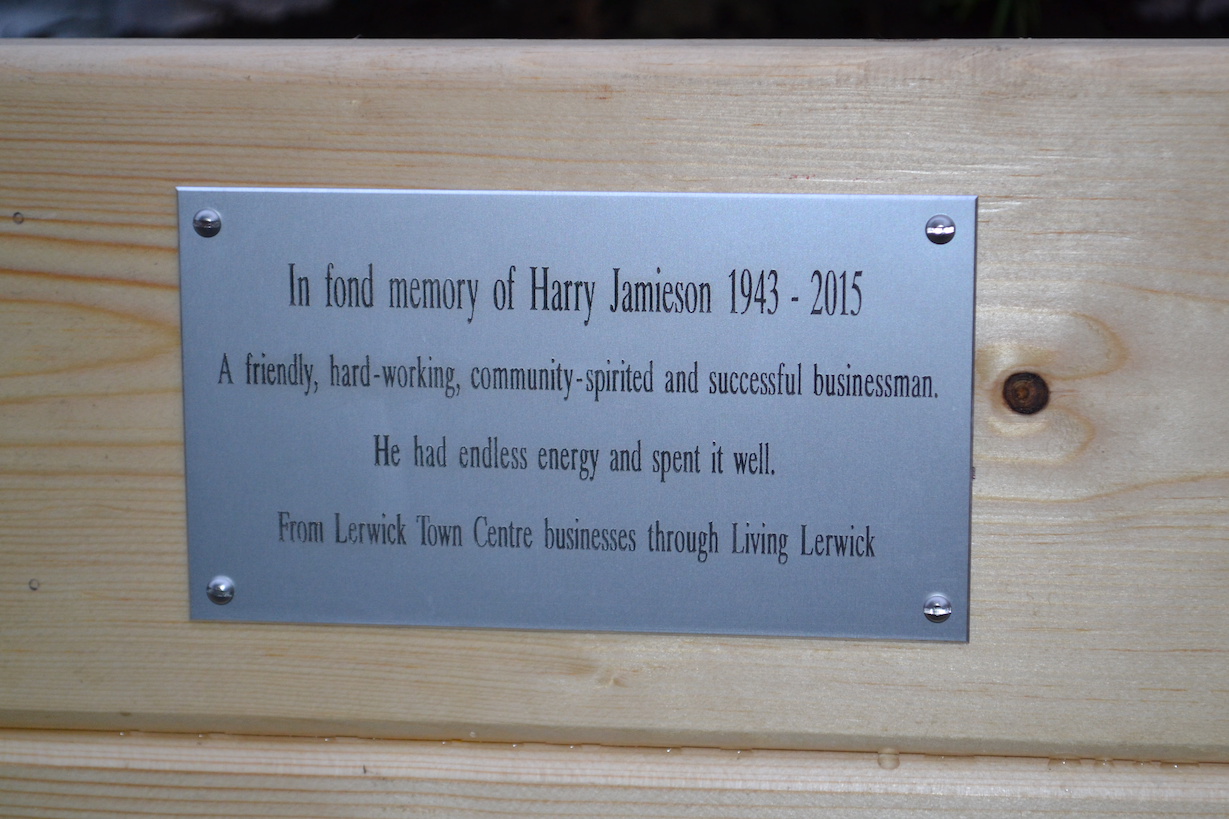 In fond memory of Harry Jamieson 1943 - 2015
A friendly, hard-working, community-spirited and successful businessman.
He had endless energy and spent it well.
From Lerwick Town Centre businesses through Living Lerwick